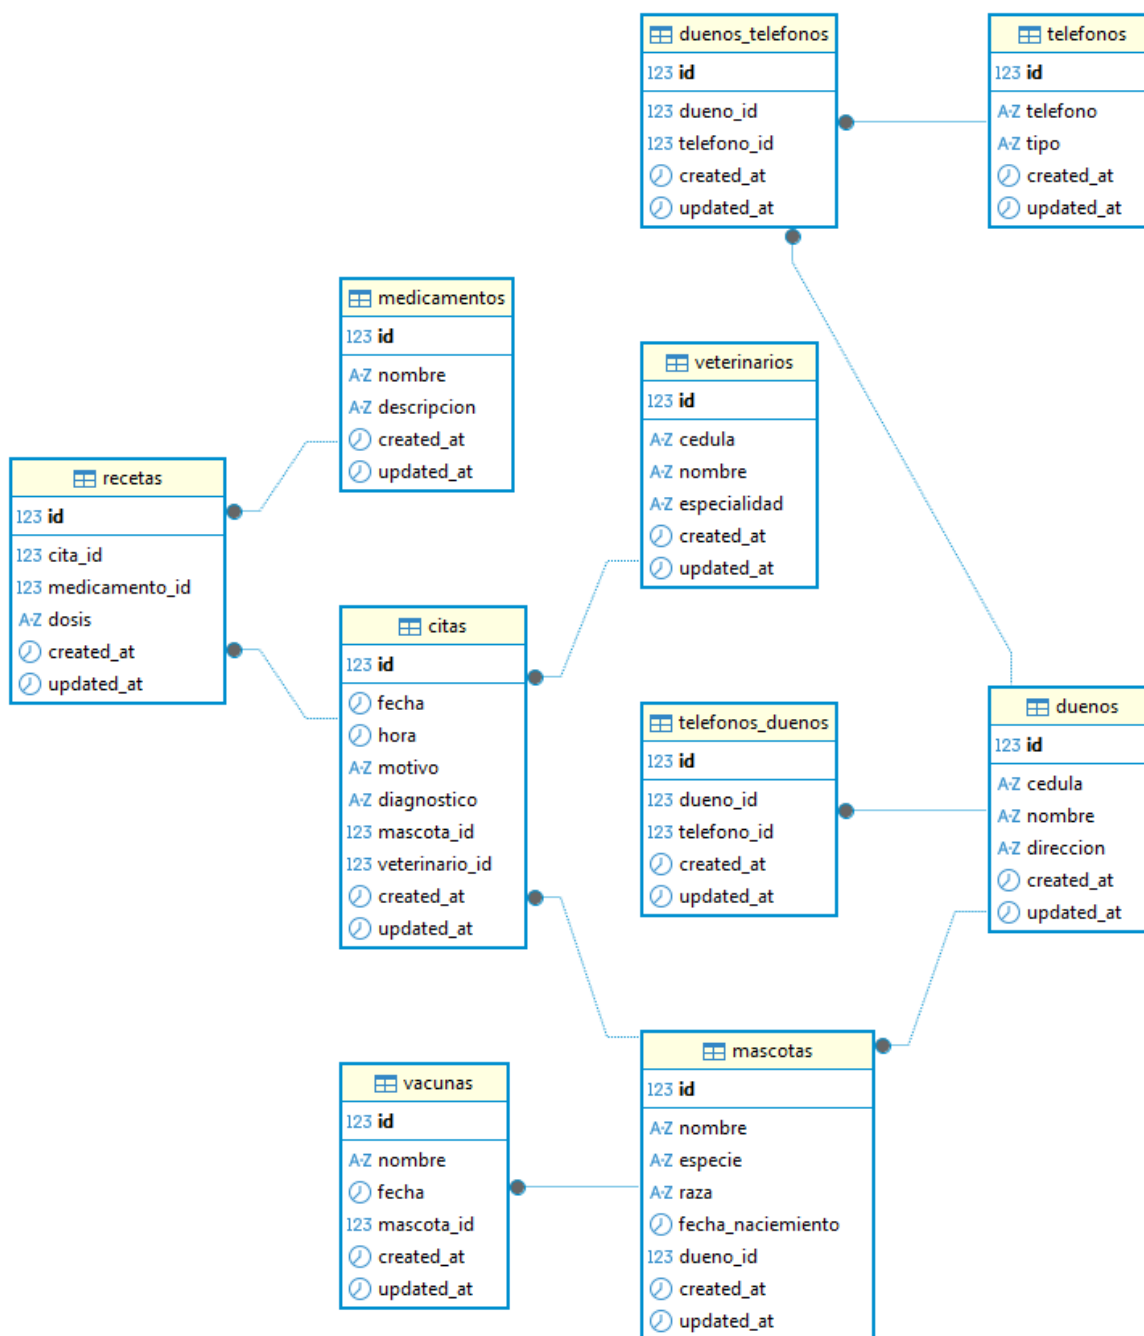 duenos_telefonos
123 id
123 dueno_id
123 telefono_id
created_at
updated_at
telefonos
123 id
A-Z telefono
A-Z tipo
created_at
updated_at
medicamentos
123 id
A-Z nombre
A-Z descripcion
created_at
updated_at
veterinarios
123 id
A-Z cedula
A-Z nombre
A-Z especialidad
created_at
updated_at
recetas
123 id
123 cita_id
123 medicamento_id
A-Z dosis
created_at
updated_at
citas
123 id
fecha
hora
A-Z motivo
A-Z diagnostico
123 mascota_id
123 veterinario_id
created_at
updated_at
telefonos_duenos
123 id
123 dueno_id
123 telefono_id
created_at
updated_at
duenos
123 id
A-Z cedula
A-Z nombre
A-Z direccion
created_at
updated_at
vacunas
123 id
A-Z nombre
fecha
123 mascota_id
created_at
updated_at
mascotas
123 id
A-Z nombre
A-Z especie
A-Z raza
fecha_naciemiento
123 dueno_id
created_at
updated_at